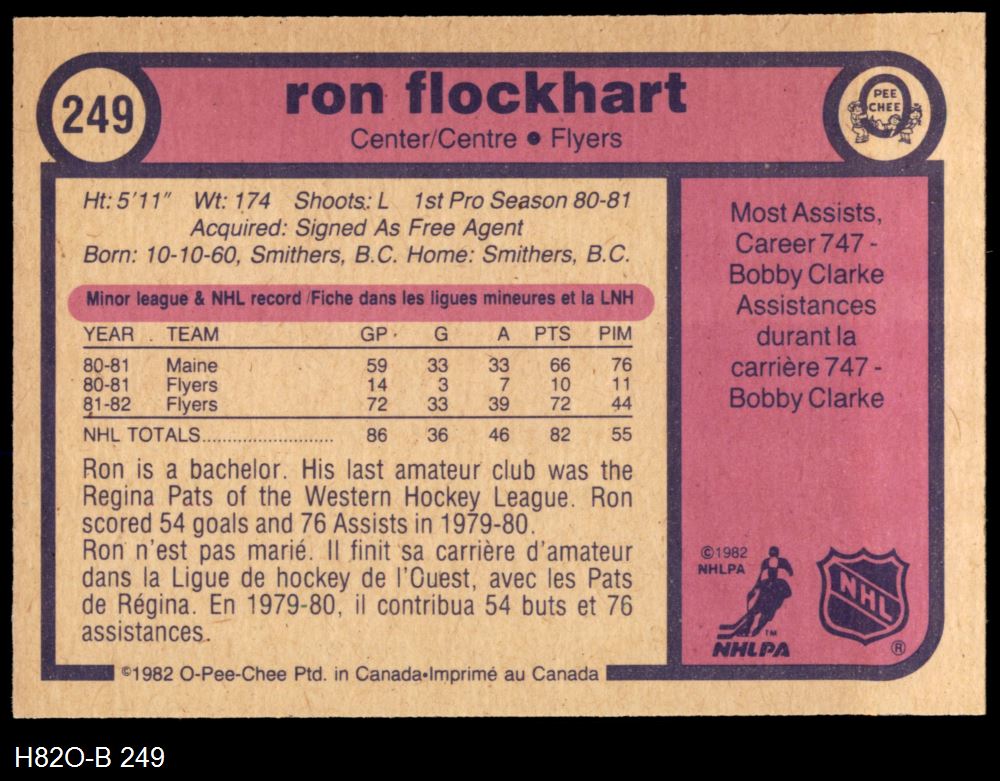 249
ron flockhart
Center/Centre ● Flyers
PEE
CHEE
Ht: 5'11" Wt: 174 Shoots: L 1st Pro Season 80-81
Acquired: Signed As Free Agent
Born: 10-10-60, Smithers, B.C. Home: Smithers, B.C.
Minor league & NHL record /Fiche dans les ligues mineures et la LNH
YEAR TEAM GP G A PTS PIM
80-81 Maine 59 33 33 66 76
80-81 Flyers 14 3 7 10 11
81-82 Flyers 72 33 39 72 44
NHL TOTALS........................... 86 36 46 82 55
Ron is a bachelor. His last amateur club was the
Regina Pats of the Western Hockey League. Ron
scored 54 goals and 76 Assists in 1979-80.
Ron n'est pas marié. Il finit sa carrière d'amateur
dans la Ligue de hockey de l'Ouest, avec les Pats
de Régina. En 1979-80, il contribua 54 buts et 76
assistances.
©1982 O-Pee-Chee Ptd. in Canada•Imprimé au Canada
Most Assists,
Career 747 -
Bobby Clarke
Assistances
durant la
carrière 747 -
Bobby Clarke
©1982
NHLPA
TM
NHLPA
NHL
®
H82O-B 249